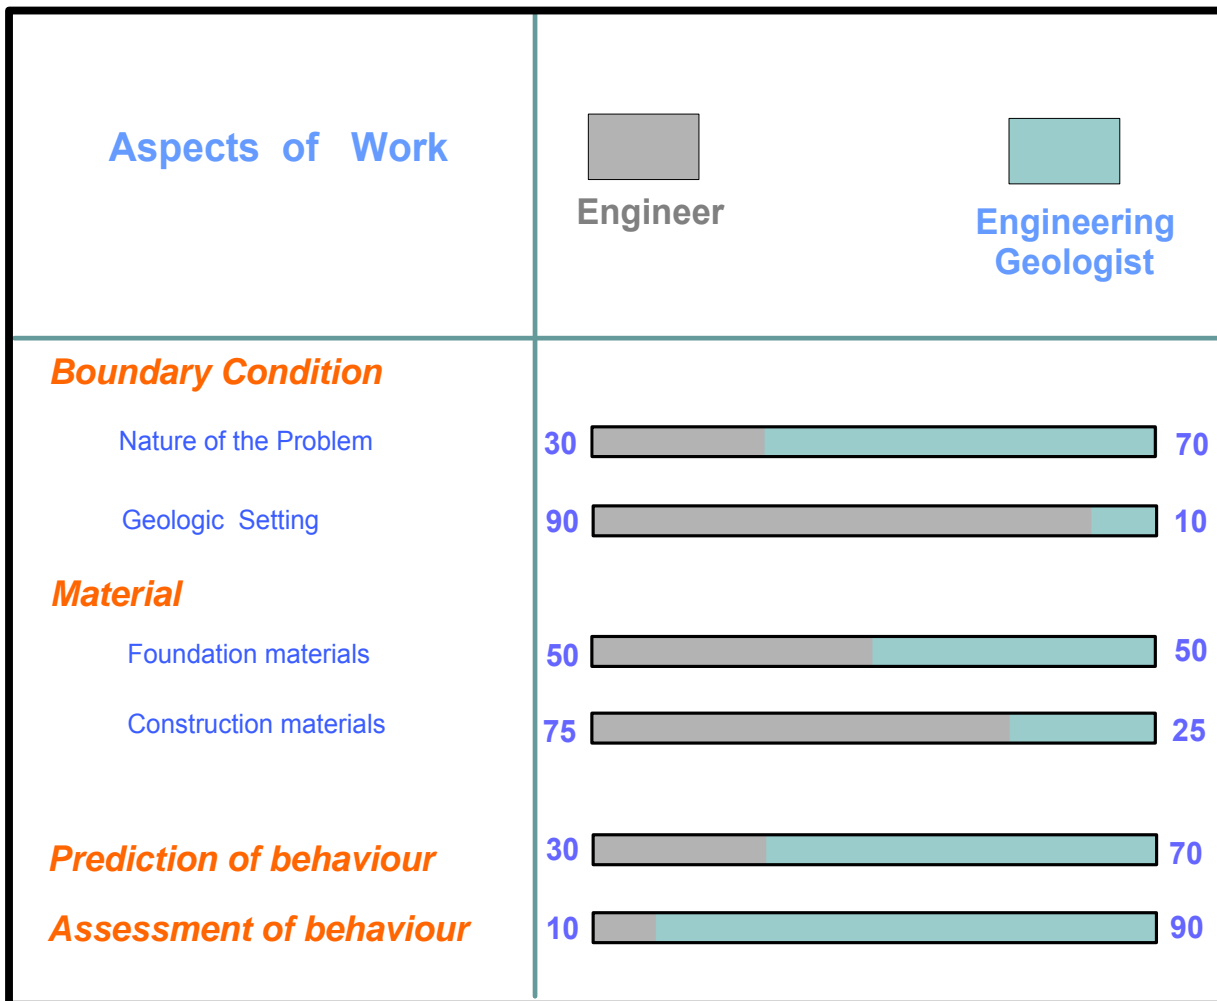 Aspects of Work
Engineer
Engineering
Geologist
Boundary Condition
Nature of the Problem
30
70
Geologic Setting
90
10
Material
Foundation materials
50
50
Construction materials
75
25
Prediction of behaviour
30
70
Assessment of behaviour
10
90